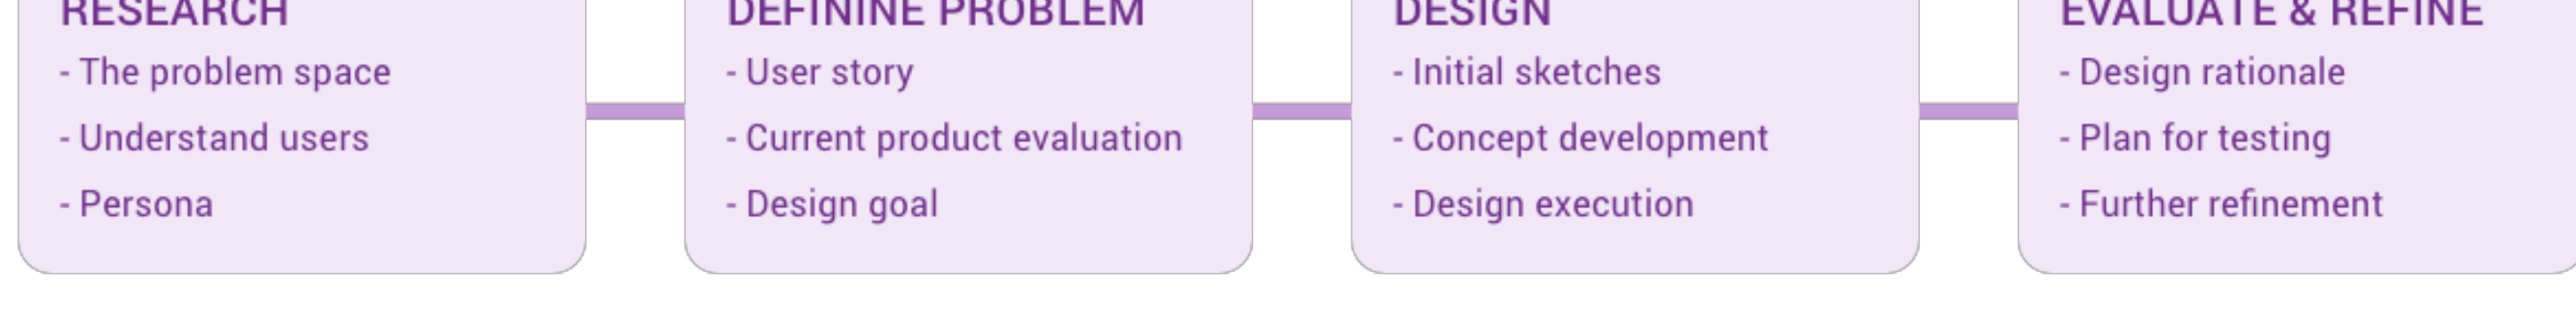 RESEARCH
- The problem space
- Understand users
- Persona
DEFININE PROBLEM
- User story
- Current product evaluation
- Design goal
DESIGN
- Initial sketches
- Concept development
- Design execution
EVALUATE & REFINE
- Design rationale
- Plan for testing
- Further refinement